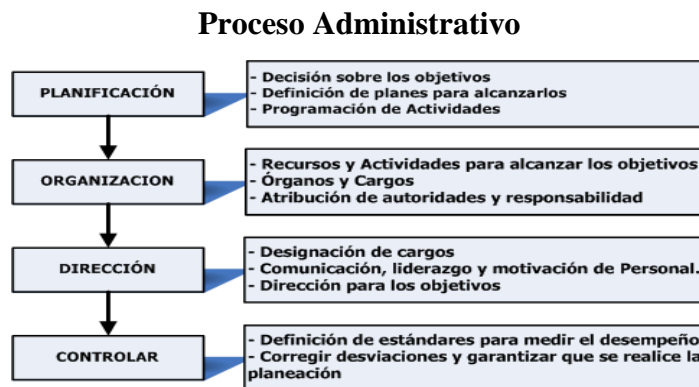 Proceso Administrativo
PLANIFICACIÓN
- Decisión sobre los objetivos
- Definición de planes para alcanzarlos
- Programación de Actividades
ORGANIZACION
- Recursos y Actividades para alcanzar los objetivos
- Órganos y Cargos
- Atribución de autoridades y responsabilidad
DIRECCIÓN
- Designación de cargos
- Comunicación, liderazgo y motivación de Personal.
- Dirección para los objetivos
CONTROLAR
- Definición de estándares para medir el desempeño
- Corregir desviaciones y garantizar que se realice la
planeación